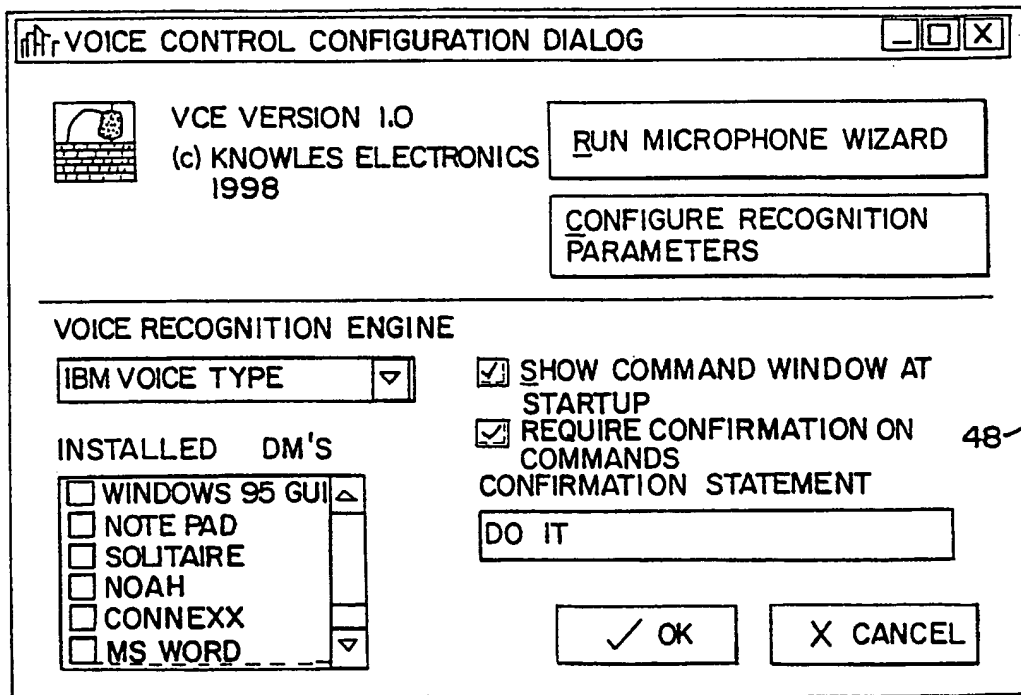 VOICE CONTROL CONFIGURATION DIALOG
VCE VERSION 1.0
(c) KNOWLES ELECTRONICS
1998
RUN MICROPHONE WIZARD
CONFIGURE RECOGNITION
PARAMETERS
VOICE RECOGNITION ENGINE
IBM VOICE TYPE
INSTALLED DM'S
WINDOWS 95 GUI
NOTE PAD
SOLITAIRE
NOAH
CONNEXX
MS WORD
SHOW COMMAND WINDOW AT
STARTUP
REQUIRE CONFIRMATION ON
COMMANDS
48
CONFIRMATION STATEMENT
DO IT
OK
X CANCEL